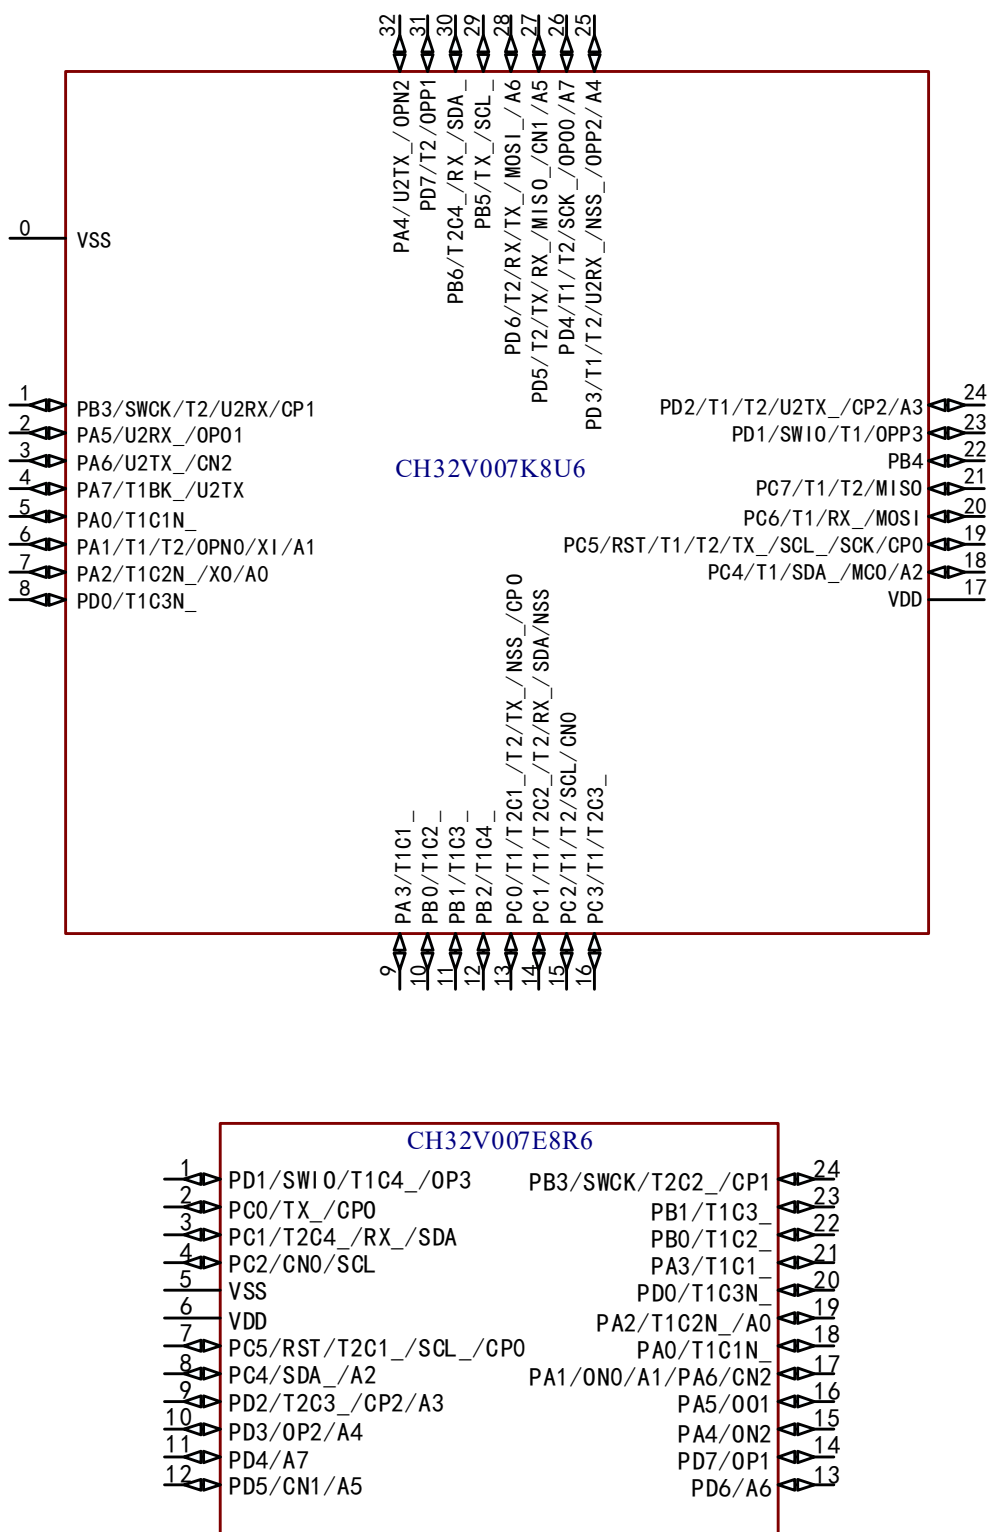 32
31
30
29
28
27
26
25
PA4/U2TX_/OPN2
PD7/T2/OPP1
PB6/T2C4_/RX_/SDA_
PB5/TX_/SCL_
PD6/T2/RX/TX_/MOSI_/A6
PD5/T2/TX/RX_/MISO_/CN1/A5
PD4/T1/T2/SCK_/OPO0/A7
PD3/T1/T2/U2RX_/NSS_/OPP2/A4
0 VSS
1 PB3/SWCK/T2/U2RX/CP1
2 PA5/U2RX_/OPO1
3 PA6/U2TX_/CN2
4 PA7/T1BK_/U2TX
5 PA0/T1C1N_
6 PA1/T1/T2/OPN0/XI/A1
7 PA2/T1C2N_/XO/A0
8 PD0/T1C3N_
CH32V007K8U6
PD2/T1/T2/U2TX_/CP2/A3 24
PD1/SWIO/T1/OPP3 23
PB4 22
PC7/T1/T2/MISO 21
PC6/T1/RX_/MOSI 20
PC5/RST/T1/T2/TX_/SCL_/SCK/CP0 19
PC4/T1/SDA_/MCO/A2 18
VDD 17
PA3/T1C1_
PB0/T1C2_
PB1/T1C3_
PB2/T1C4_
PC0/T1/T2C1_/T2/TX_/NSS_/CPO
PC1/T1/T2C2_/T2/RX_/SDA/NSS
PC2/T1/T2/SCL/CN0
PC3/T1/T2C3_
9
10
11
12
13
14
15
16
CH32V007E8R6
1 PD1/SWIO/T1C4_/OP3
2 PC0/TX_/CPO
3 PC1/T2C4_/RX_/SDA
4 PC2/CN0/SCL
5 VSS
6 VDD
7 PC5/RST/T2C1_/SCL_/CP0
8 PC4/SDA_/A2
9 PD2/T2C3_/CP2/A3
10 PD3/OP2/A4
11 PD4/A7
12 PD5/CN1/A5
PB3/SWCK/T2C2_/CP1 24
PB1/T1C3_ 23
PB0/T1C2_ 22
PA3/T1C1_ 21
PD0/T1C3N_ 20
PA2/T1C2N_/A0 19
PA0/T1C1N_ 18
PA1/ON0/A1/PA6/CN2 17
PA5/OO1 16
PA4/ON2 15
PD7/OP1 14
PD6/A6 13